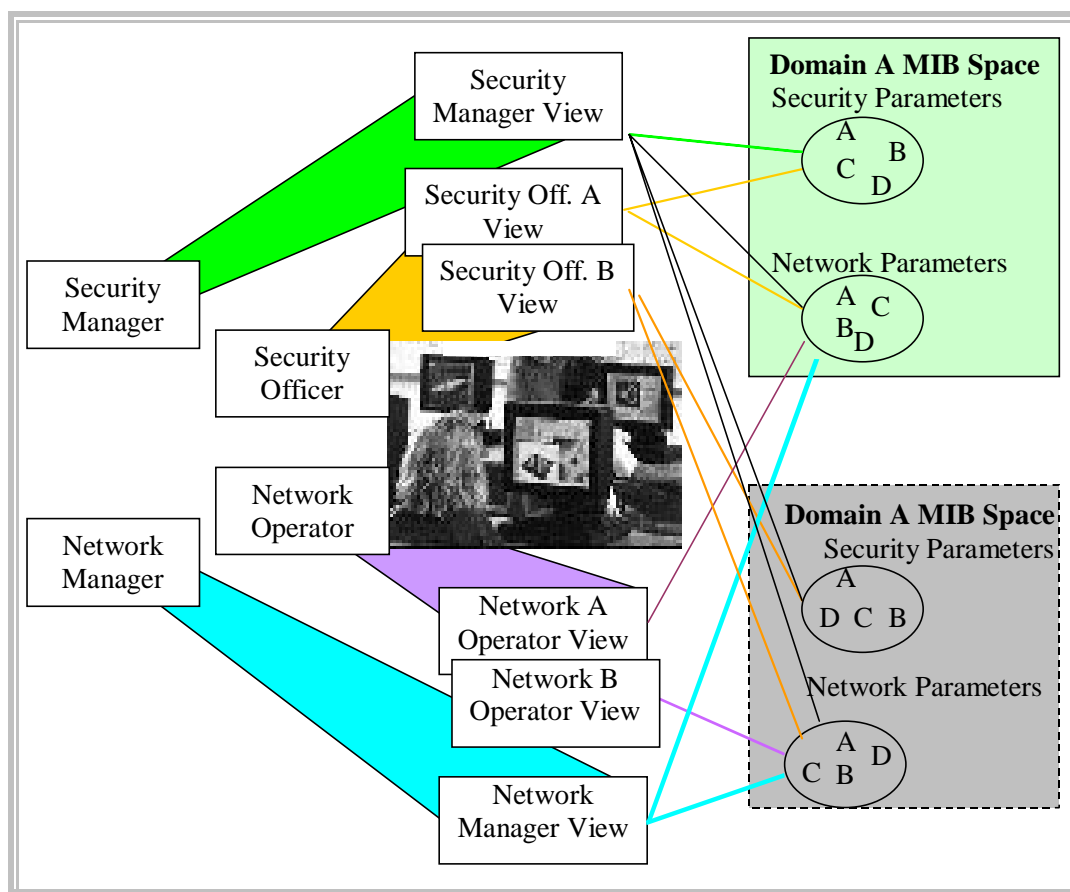 Security
Manager View
Security Off. A
View
Security Off. B
View
Security
Manager
Security
Officer
Network
Operator
Network
Manager
Network A
Operator View
Network B
Operator View
Network
Manager View
Domain A MIB Space
Security Parameters
A
B
C
D
Network Parameters
A
C
B
D
Domain A MIB Space
Security Parameters
A
D C B
Network Parameters
A
D
C
B